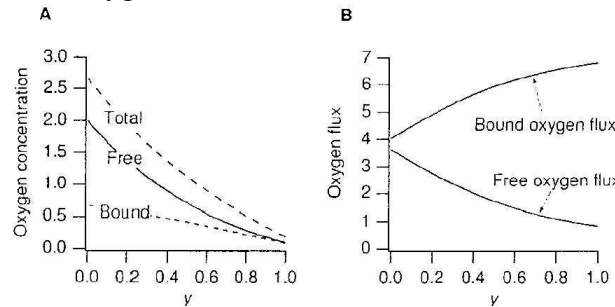 A
3.0
2.5
2.0
1.5
1.0
0.5
0.0
Oxygen concentration
Total
Free
Bound
0.0 0.2 0.4 0.6 0.8 1.0
y
B
7
6
5
4
3
2
1
0
Oxygen flux
Bound oxygen flux
Free oxygen flux
0.0 0.2 0.4 0.6 0.8 1.0
y